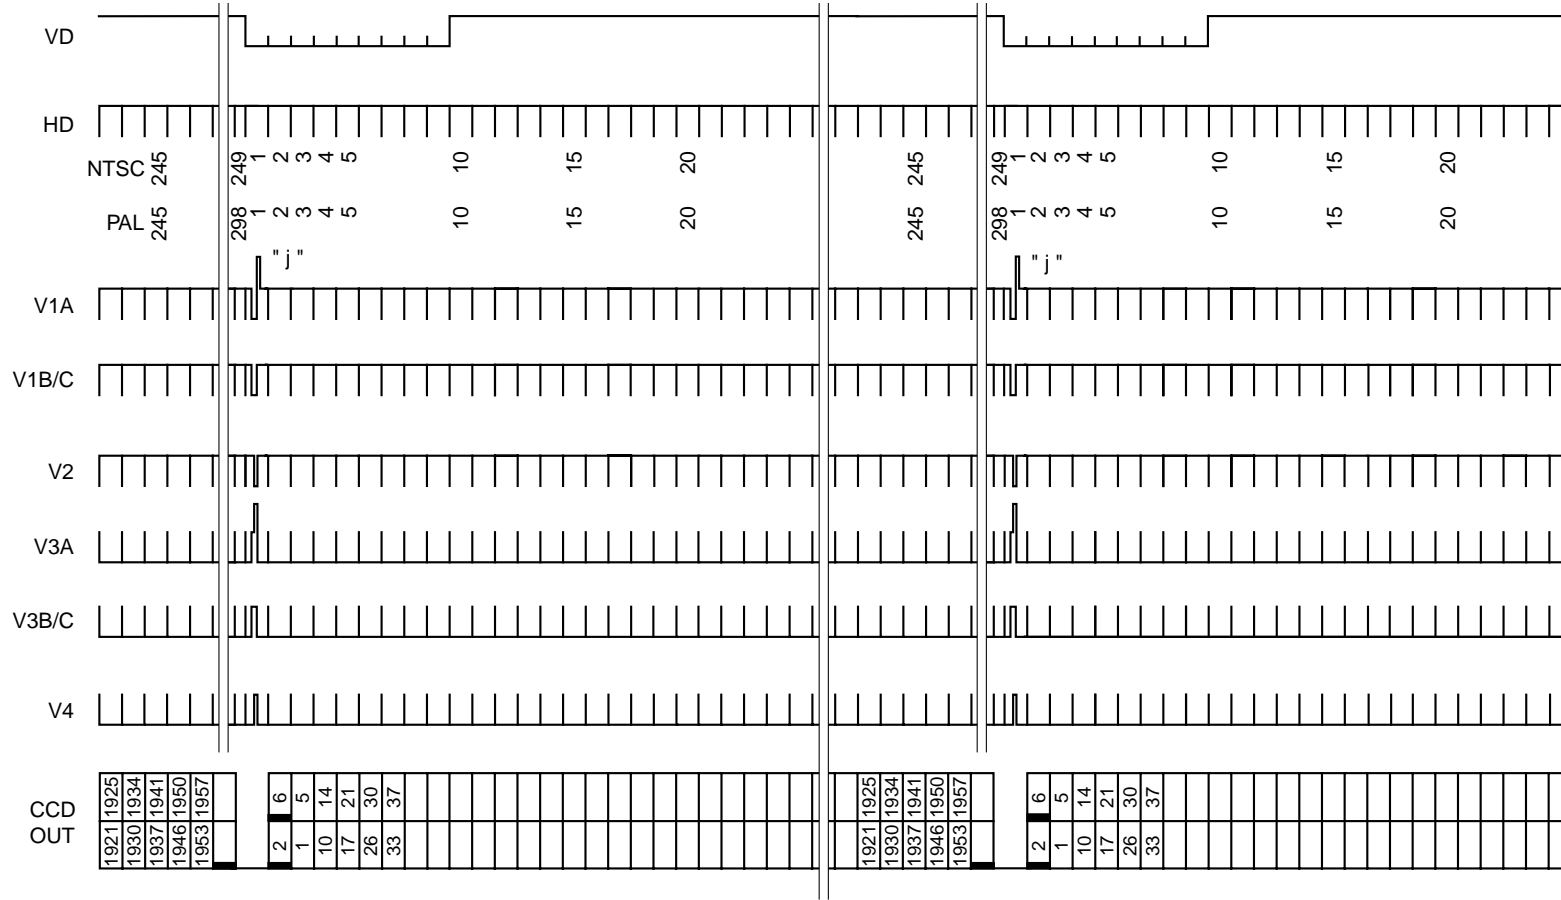 VD
HD
NTSC 245 249 1 2 3 4 5 10 15 20 245 249 1 2 3 4 5 10 15 20
PAL 245 298 1 2 3 4 5 10 15 20 245 298 1 2 3 4 5 10 15 20
" j " " j "
V1A
V1B/C
V2
V3A
V3B/C
V4
CCD
OUT
1925 1934 1941 1950 1957 6 5 14 21 30 37 1925 1934 1941 1950 1957 6 5 14 21 30 37
1921 1930 1937 1946 1953 2 1 10 17 26 33 1921 1930 1937 1946 1953 2 1 10 17 26 33